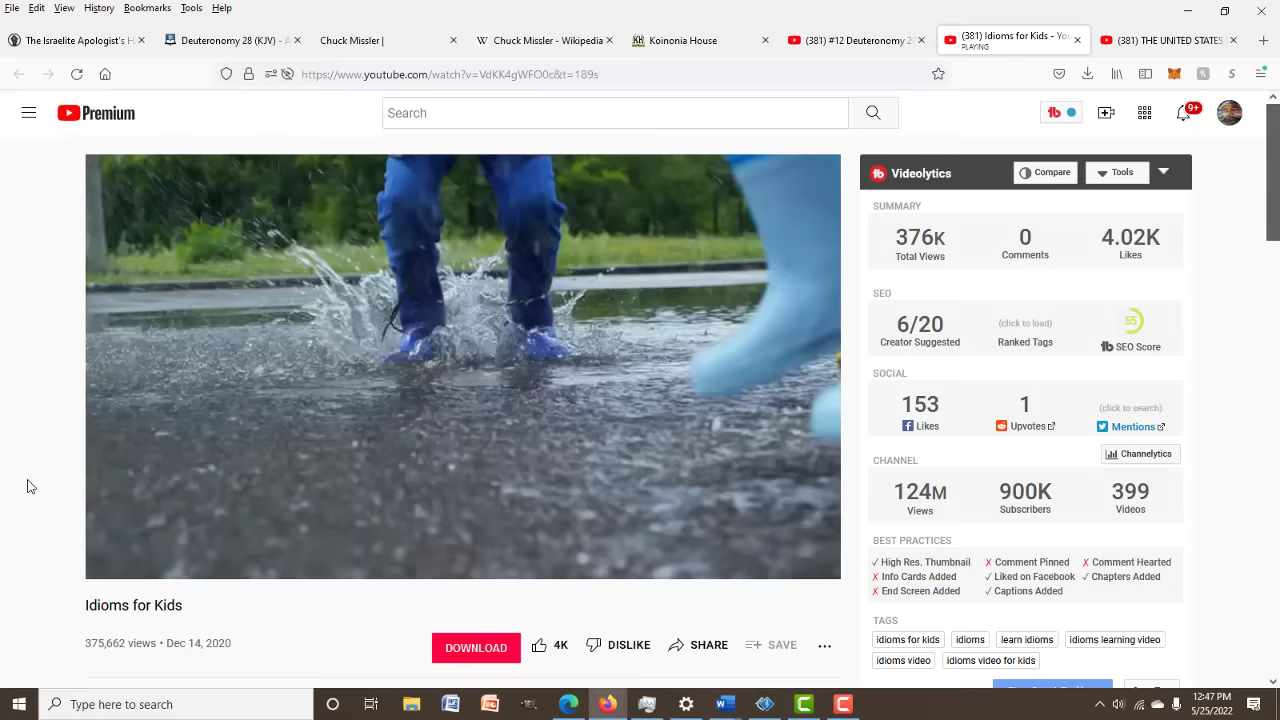 File Edit View History Bookmarks Tools Help
The Israelite Apologist's H
Deuteronomy 28 (KJV) - A
Chuck Missler |
Chuck Missler - Wikipedia
Koinonia House
(381) #12 Deuteronomy 2
(381) Idioms for Kids - You
PLAYING
(381) THE UNITED STATES
https://www.youtube.com/watch?v=VdKK4gWFO0c&t=189s
Premium
Search
9+
Videolytics
Compare
Tools
SUMMARY
376K 0 4.02K
Total Views Comments Likes
SEO
6/20 (click to load) 55
Creator Suggested Ranked Tags SEO Score
SOCIAL
153 1 (click to search)
Likes Upvotes Mentions
CHANNEL Channelytics
124M 900K 399
Views Subscribers Videos
BEST PRACTICES
✓ High Res. Thumbnail ✗ Comment Pinned ✗ Comment Hearted
✗ Info Cards Added ✓ Liked on Facebook ✓ Chapters Added
✗ End Screen Added ✓ Captions Added
TAGS
idioms for kids idioms learn idioms idioms learning video
idioms video idioms video for kids
Idioms for Kids
375,662 views • Dec 14, 2020
DOWNLOAD 4K DISLIKE SHARE SAVE
Type here to search
12:47 PM
5/25/2022